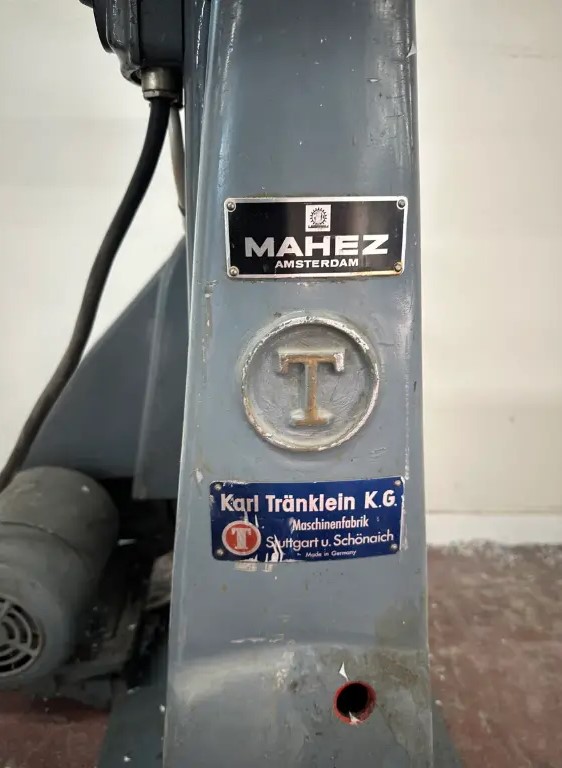 MAHEZ
AMSTERDAM
T
Karl Tränklein K.G.
Maschinenfabrik
T
Stuttgart u. Schönaich
Made in Germany